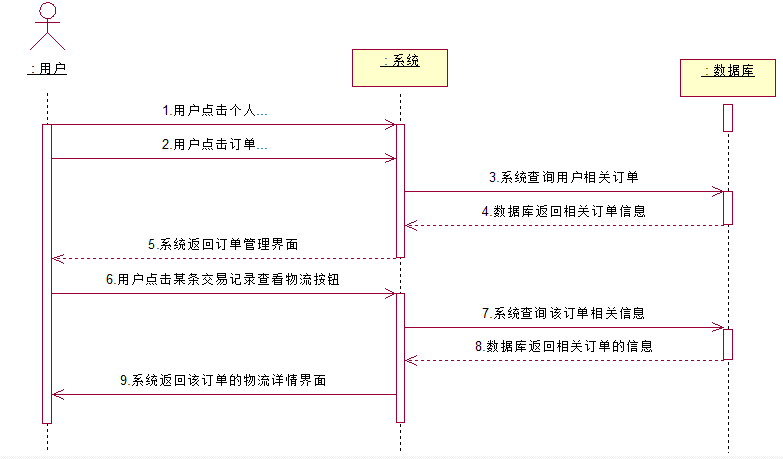 : 用户
: 系统
: 数据库
1.用户点击个人...
2.用户点击订单...
3.系统查询用户相关订单
4.数据库返回相关订单信息
5.系统返回订单管理界面
6.用户点击某条交易记录查看物流按钮
7.系统查询该订单相关信息
8.数据库返回相关订单的信息
9.系统返回该订单的物流详情界面